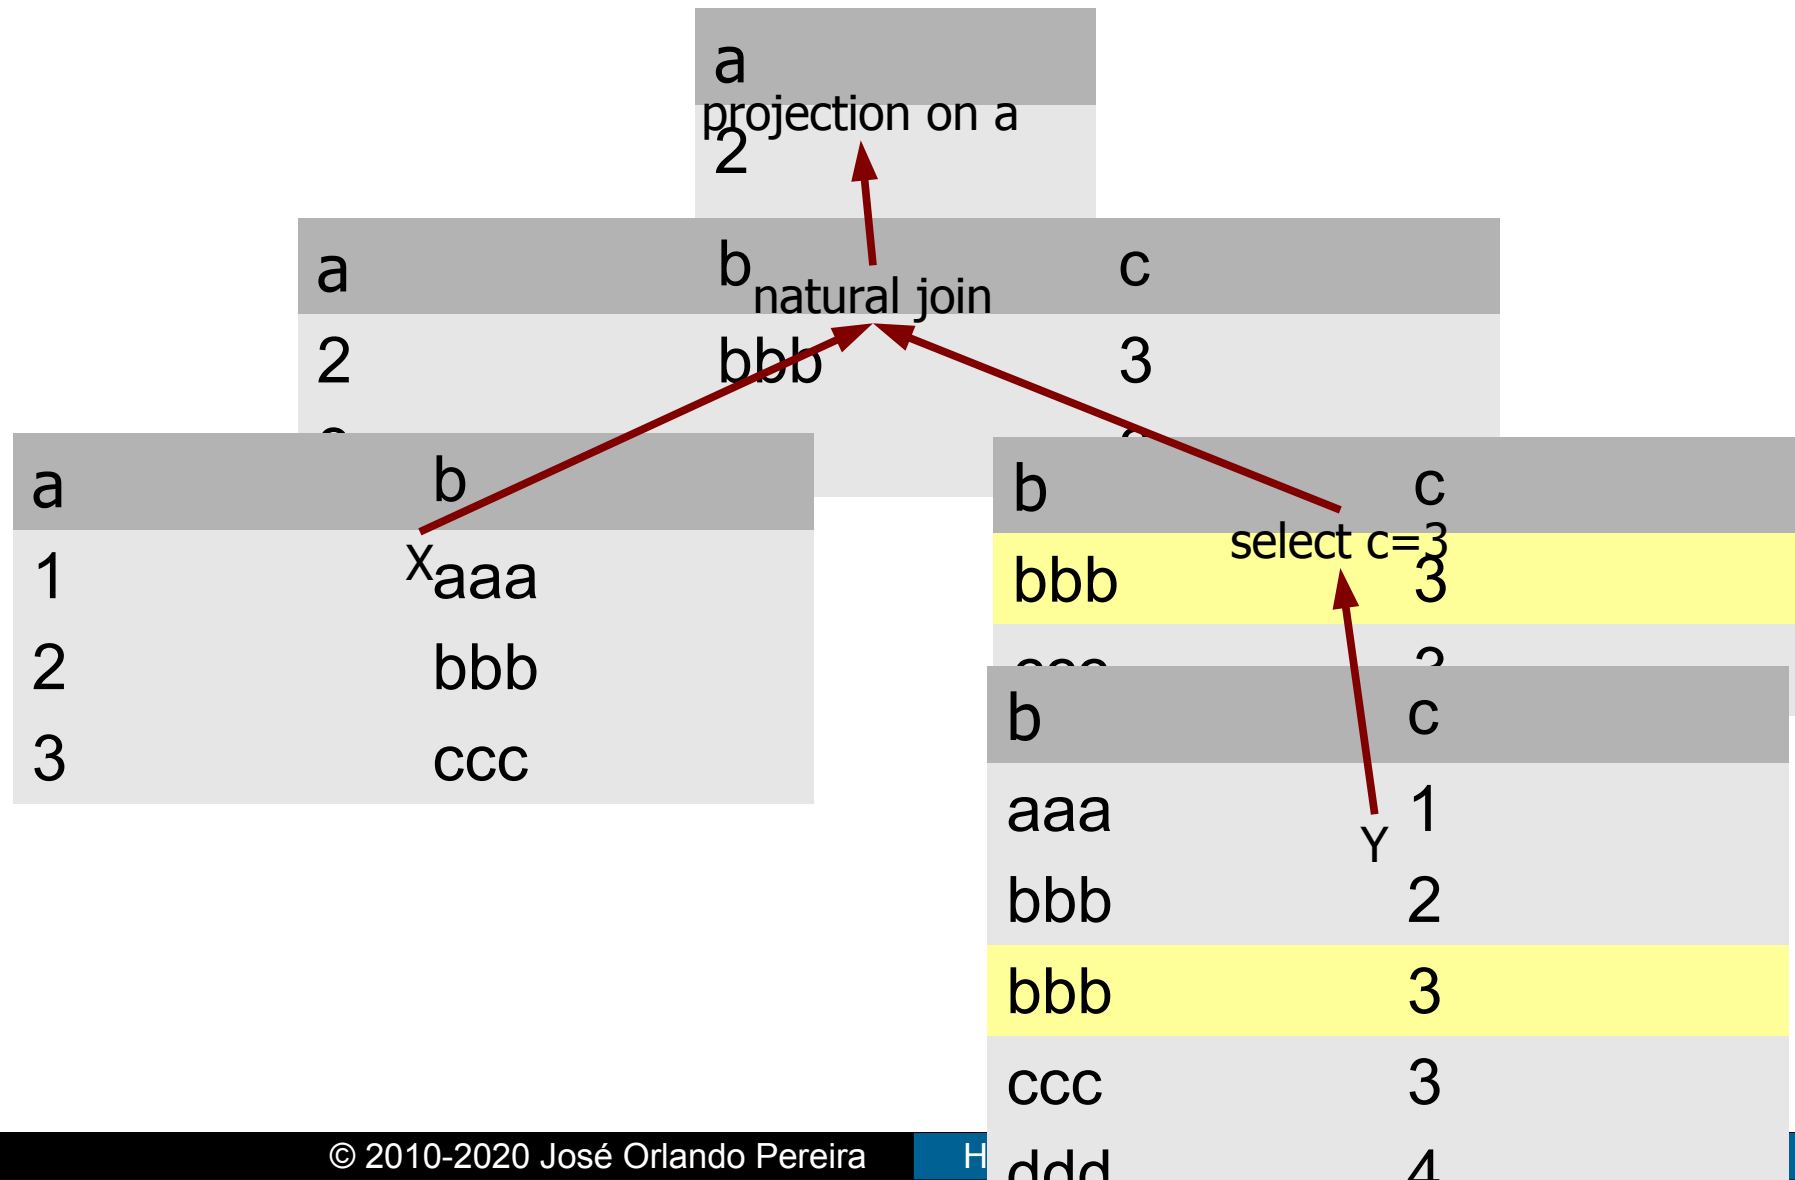 a
projection on a
2
a b c
natural join
2 bbb 3
a b
b c
select c=3
1 aaa
X
bbb 3
2 bbb
b c
3 ccc
aaa 1
Y
bbb 2
bbb 3
ccc 3
© 2010-2020 José Orlando Pereira H
ddd 4